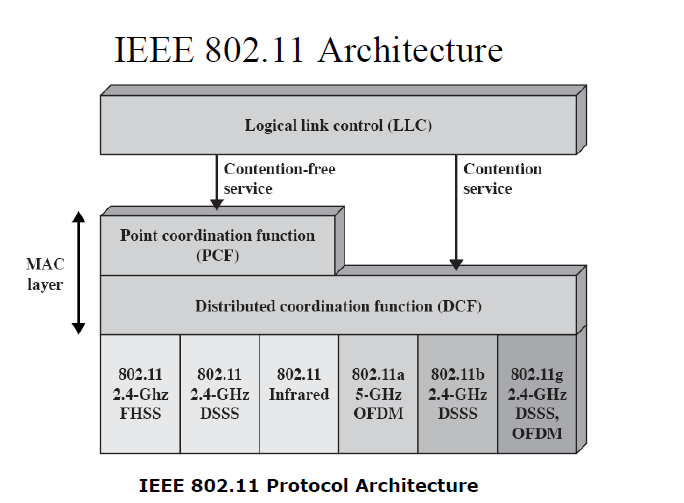 IEEE 802.11 Architecture
Logical link control (LLC)
Contention-free
service
Contention
service
Point coordination function
(PCF)
MAC
layer
Distributed coordination function (DCF)
802.11
2.4-Ghz
FHSS
802.11
2.4-GHz
DSSS
802.11
Infrared
802.11a
5-GHz
OFDM
802.11b
2.4-GHz
DSSS
802.11g
2.4-GHz
DSSS,
OFDM
IEEE 802.11 Protocol Architecture